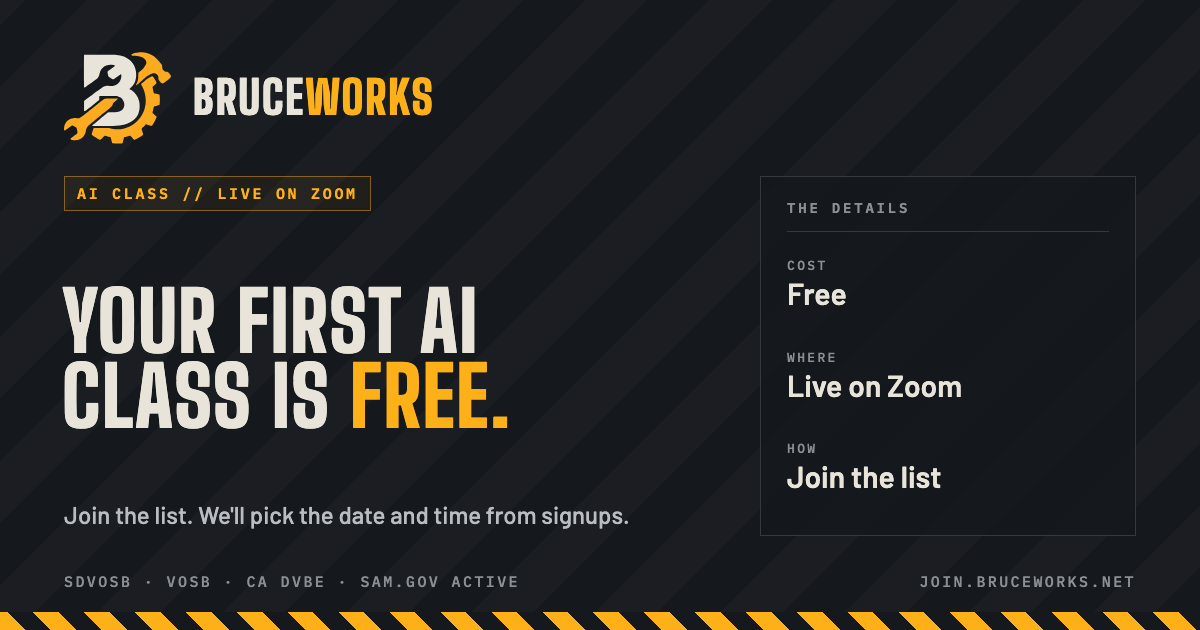 BRUCEWORKS
AI CLASS // LIVE ON ZOOM
YOUR FIRST AI
CLASS IS FREE.
Join the list. We'll pick the date and time from signups.
THE DETAILS
COST
Free
WHERE
Live on Zoom
HOW
Join the list
SDVOSB · VOSB · CA DVBE · SAM.GOV ACTIVE
JOIN.BRUCEWORKS.NET